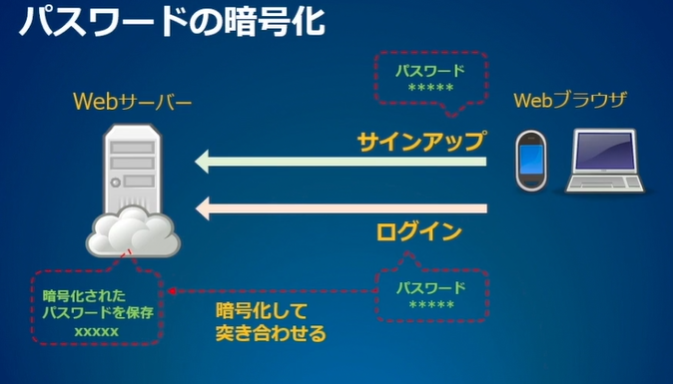 パスワードの暗号化
パスワード
*****
Webサーバー
Webブラウザ
サインアップ
ログイン
パスワード
*****
暗号化された
パスワードを保存
xxxxx
暗号化して
突き合わせる